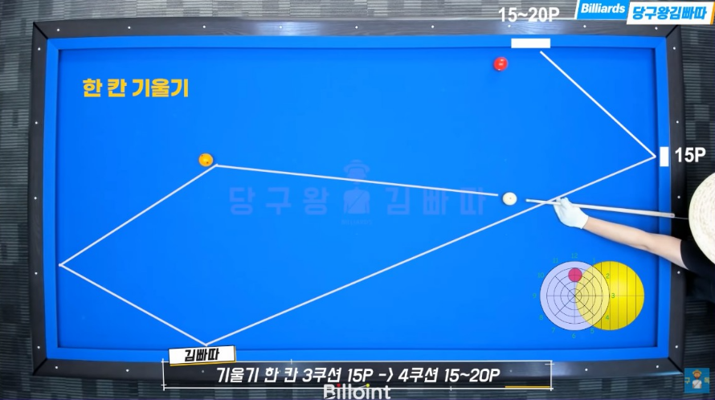 15~20P
Billiards 당구왕김빠따
한 칸 기울기
15P
당구왕 김빠따
김빠따
기울기 한 칸 3쿠션 15P -> 4쿠션 15~20P
Billoint